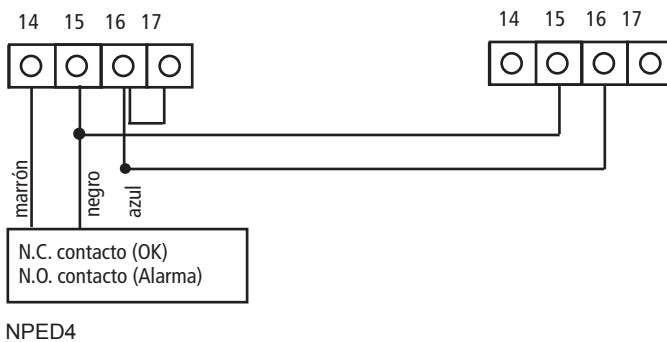 14 15 16 17
14 15 16 17
marrón
negro
azul
N.C. contacto (OK)
N.O. contacto (Alarma)
NPED4